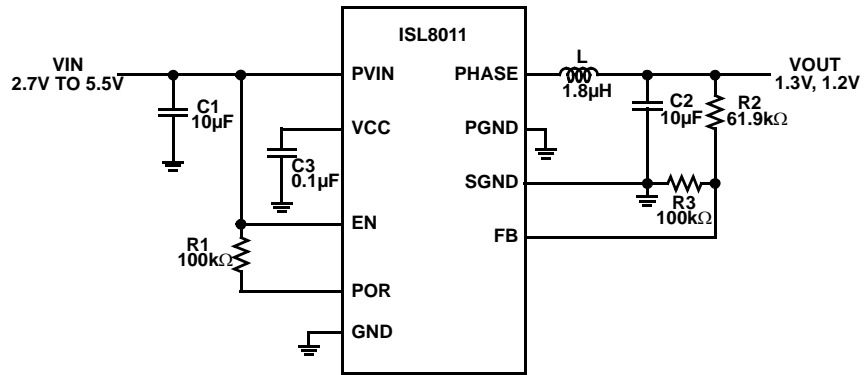 ISL8011
VIN
2.7V TO 5.5V
C1
10µF
C3
0.1µF
R1
100kΩ
PVIN
VCC
EN
POR
GND
PHASE
PGND
SGND
FB
L
1.8µH
C2
10µF
R2
61.9kΩ
R3
100kΩ
VOUT
1.3V, 1.2V